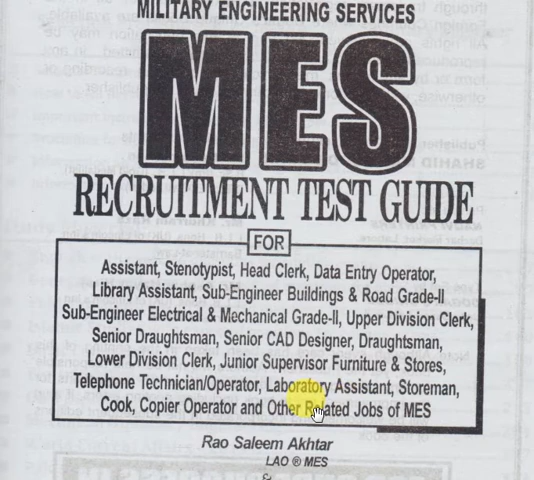 MILITARY ENGINEERING SERVICES
MES
RECRUITMENT TEST GUIDE
FOR
Assistant, Stenotypist, Head Clerk, Data Entry Operator,
Library Assistant, Sub-Engineer Buildings & Road Grade-II
Sub-Engineer Electrical & Mechanical Grade-II, Upper Division Clerk,
Senior Draughtsman, Senior CAD Designer, Draughtsman,
Lower Division Clerk, Junior Supervisor Furniture & Stores,
Telephone Technician/Operator, Laboratory Assistant, Storeman,
Cook, Copier Operator and Other Related Jobs of MES
Rao Saleem Akhtar
LAO ® MES
&